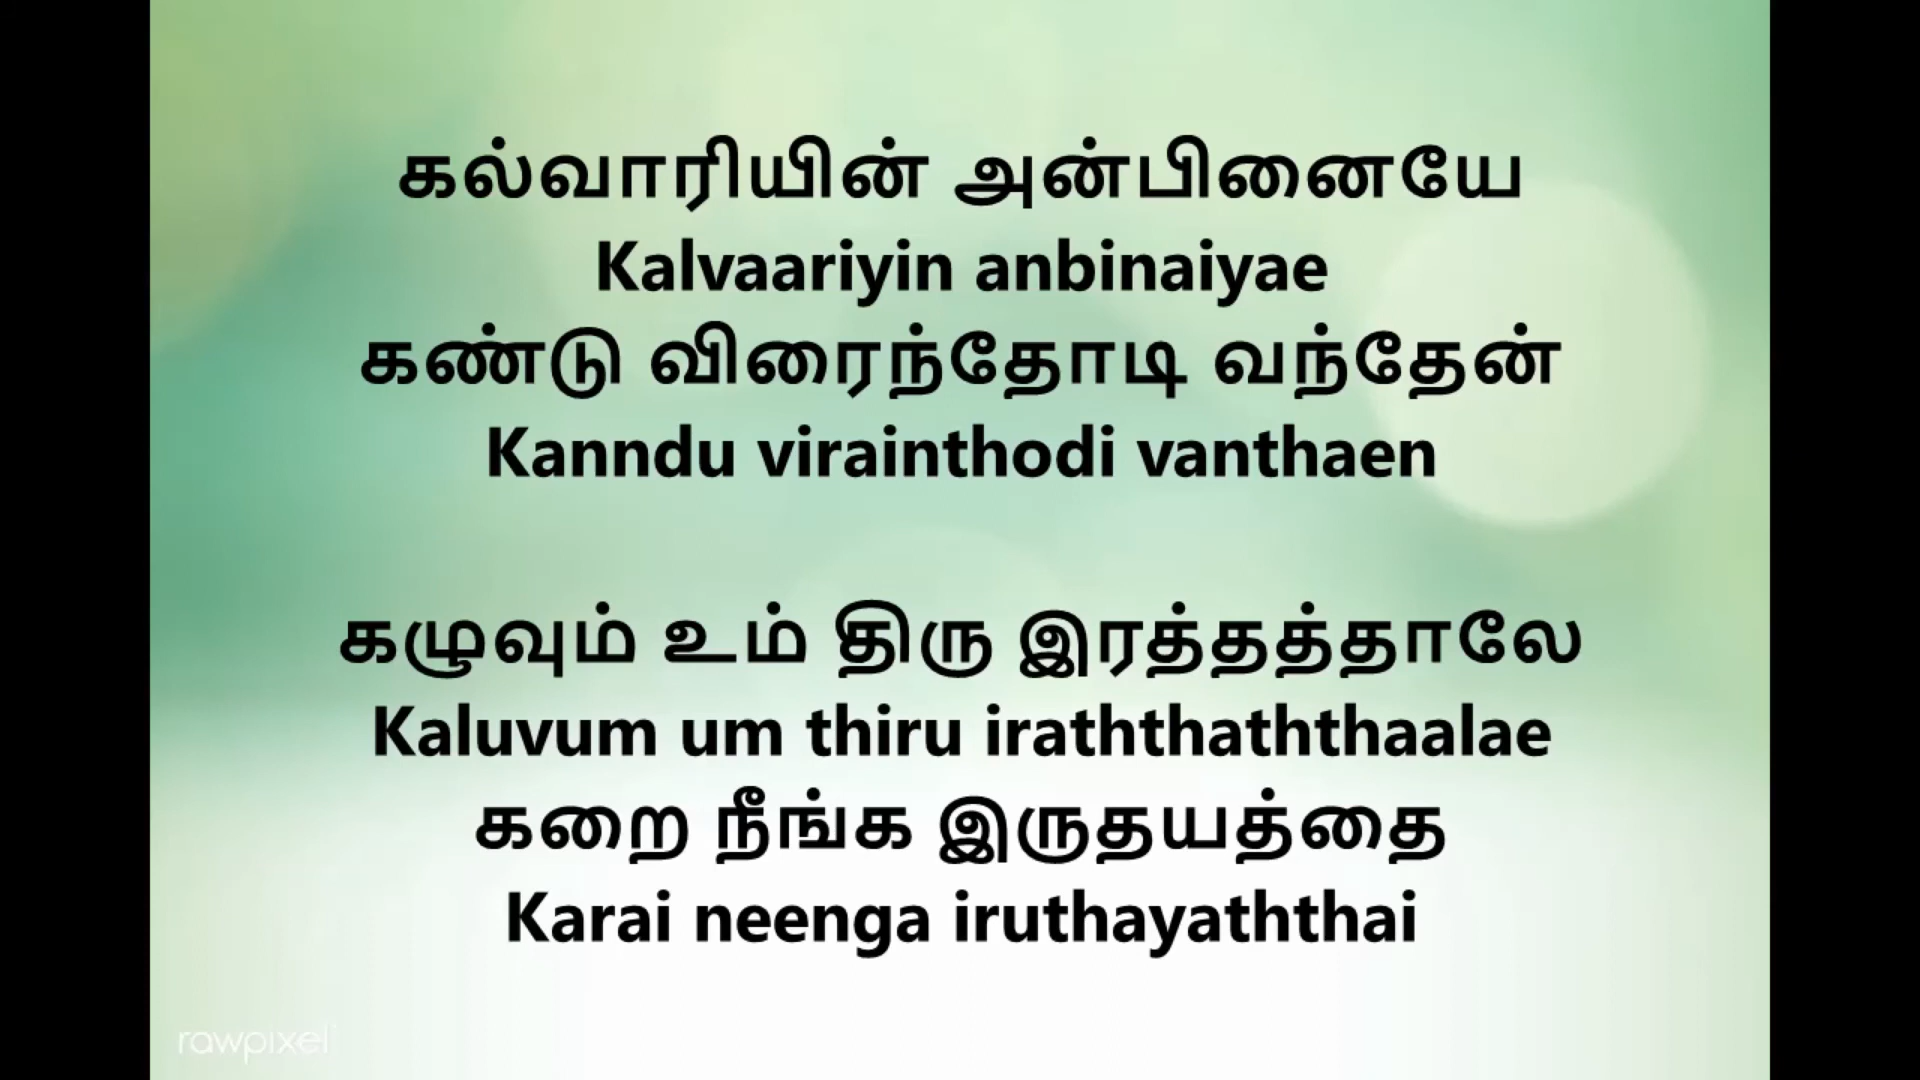 கல்வாரியின் அன்பினையே
Kalvaariyin anbinaiyae
கண்டு விரைந்தோடி வந்தேன்
Kanndu virainthodi vanthaen
கழுவும் உம் திரு இரத்தத்தாலே
Kaluvum um thiru iraththaththaalae
கறை நீங்க இருதயத்தை
Karai neenga iruthayaththai
rawpixel